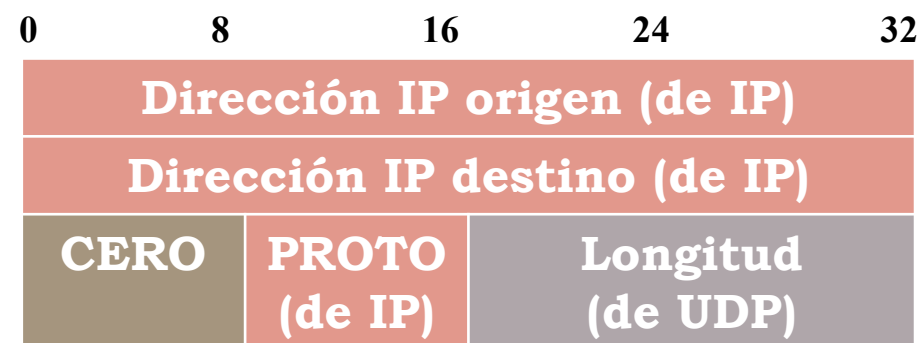 0 8 16 24 32
Dirección IP origen (de IP)
Dirección IP destino (de IP)
CERO PROTO Longitud
(de IP) (de UDP)